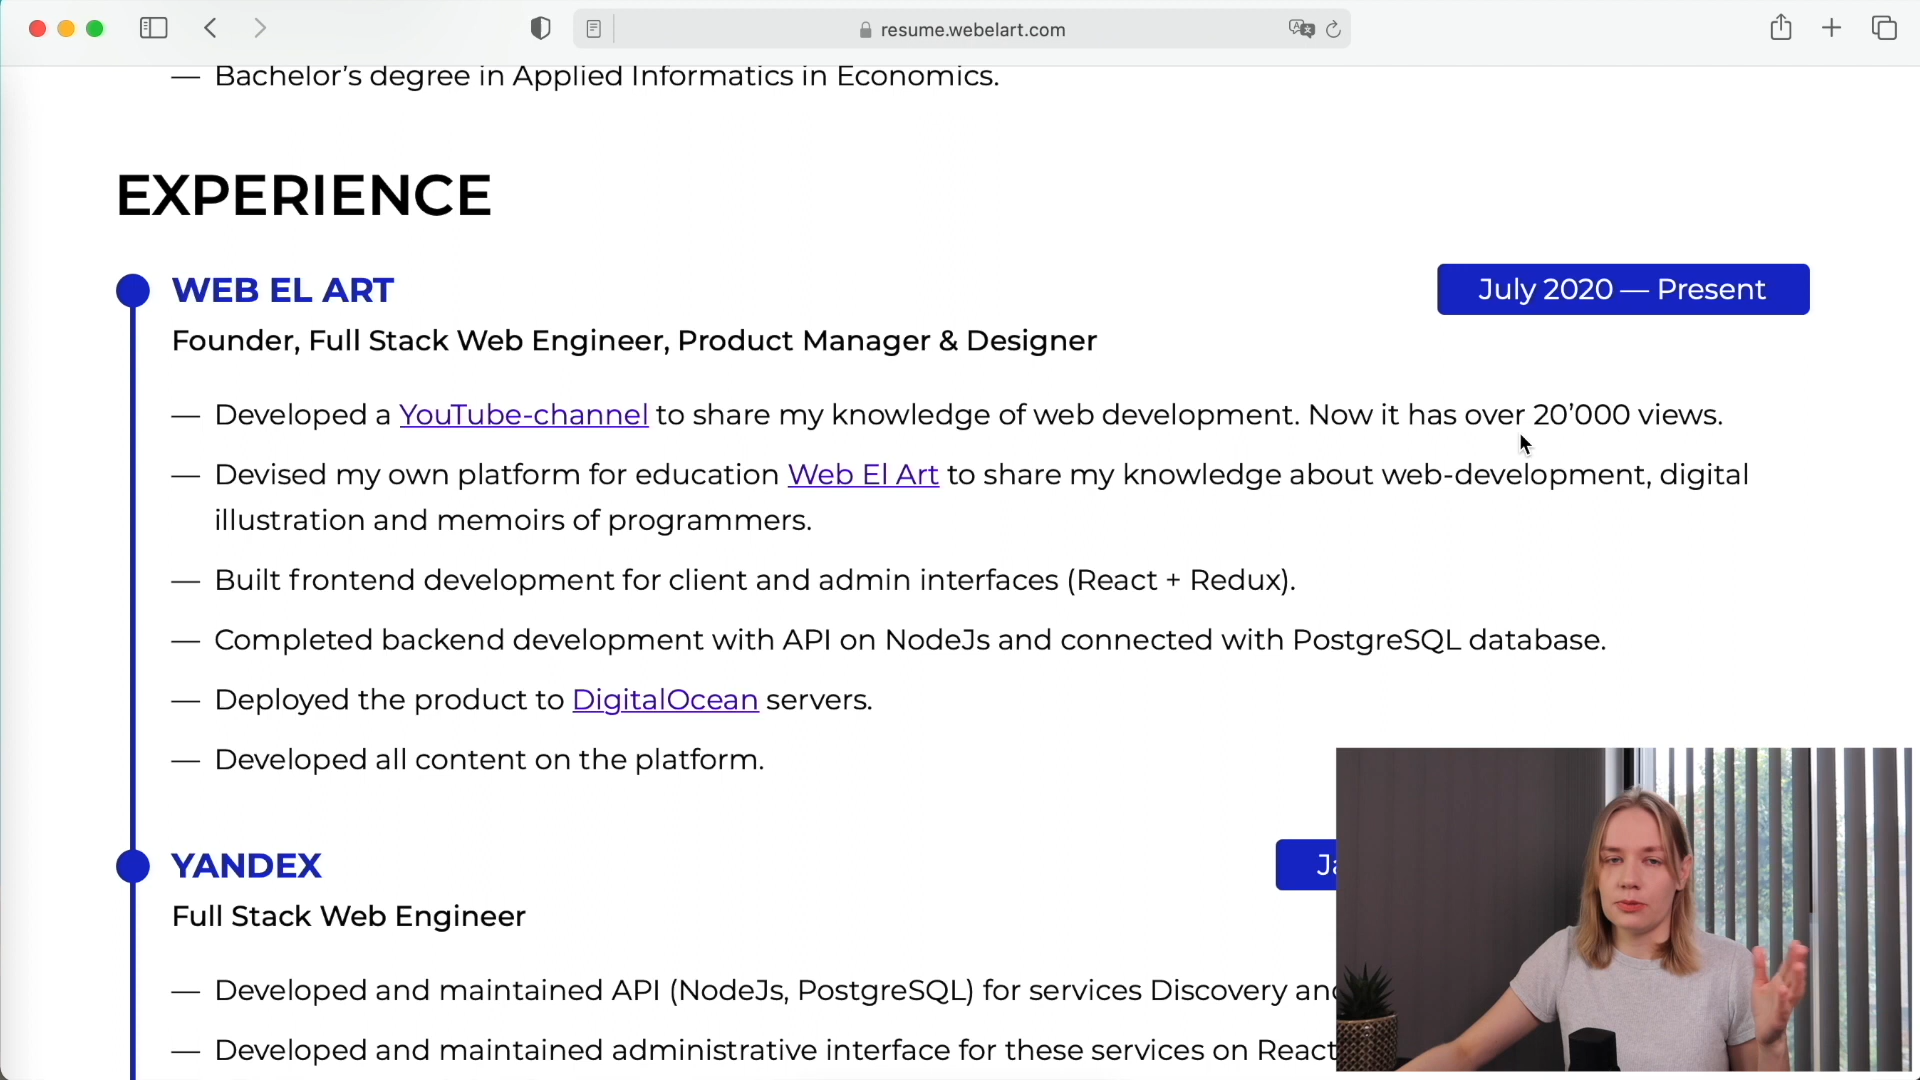 resume.webelart.com
— Bachelor’s degree in Applied Informatics in Economics.
EXPERIENCE
WEB EL ART
July 2020 — Present
Founder, Full Stack Web Engineer, Product Manager & Designer
— Developed a YouTube-channel to share my knowledge of web development. Now it has over 20’000 views.
— Devised my own platform for education Web El Art to share my knowledge about web-development, digital
illustration and memoirs of programmers.
— Built frontend development for client and admin interfaces (React + Redux).
— Completed backend development with API on NodeJs and connected with PostgreSQL database.
— Deployed the product to DigitalOcean servers.
— Developed all content on the platform.
YANDEX
Full Stack Web Engineer
— Developed and maintained API (NodeJs, PostgreSQL) for services Discovery and
— Developed and maintained administrative interface for these services on React